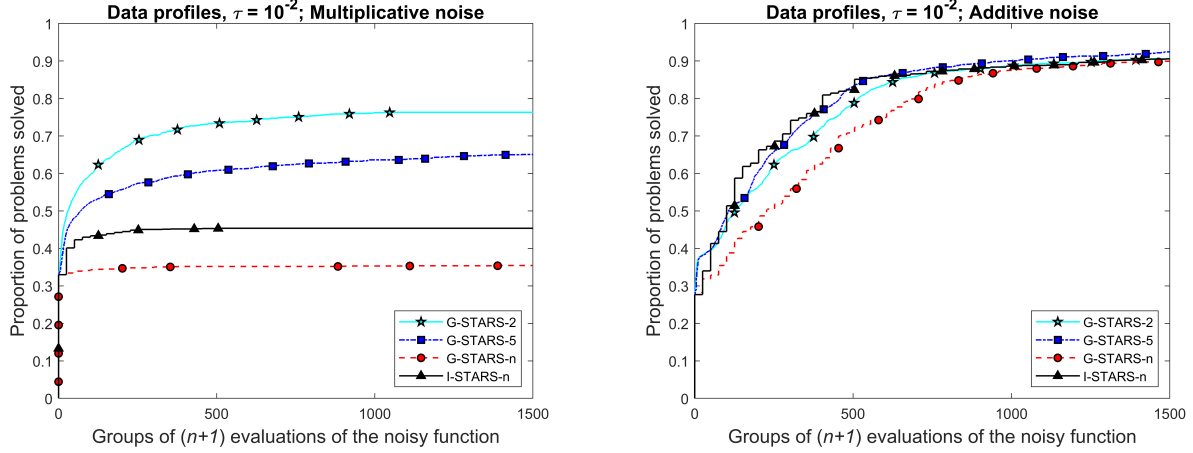 Data profiles, τ = 10⁻²; Multiplicative noise
Proportion of problems solved
1
0.9
0.8
0.7
0.6
0.5
0.4
0.3
0.2
0.1
0
0 500 1000 1500
Groups of (n+1) evaluations of the noisy function
G-STARS-2
G-STARS-5
G-STARS-n
I-STARS-n
Data profiles, τ = 10⁻²; Additive noise
Proportion of problems solved
1
0.9
0.8
0.7
0.6
0.5
0.4
0.3
0.2
0.1
0
0 500 1000 1500
Groups of (n+1) evaluations of the noisy function
G-STARS-2
G-STARS-5
G-STARS-n
I-STARS-n